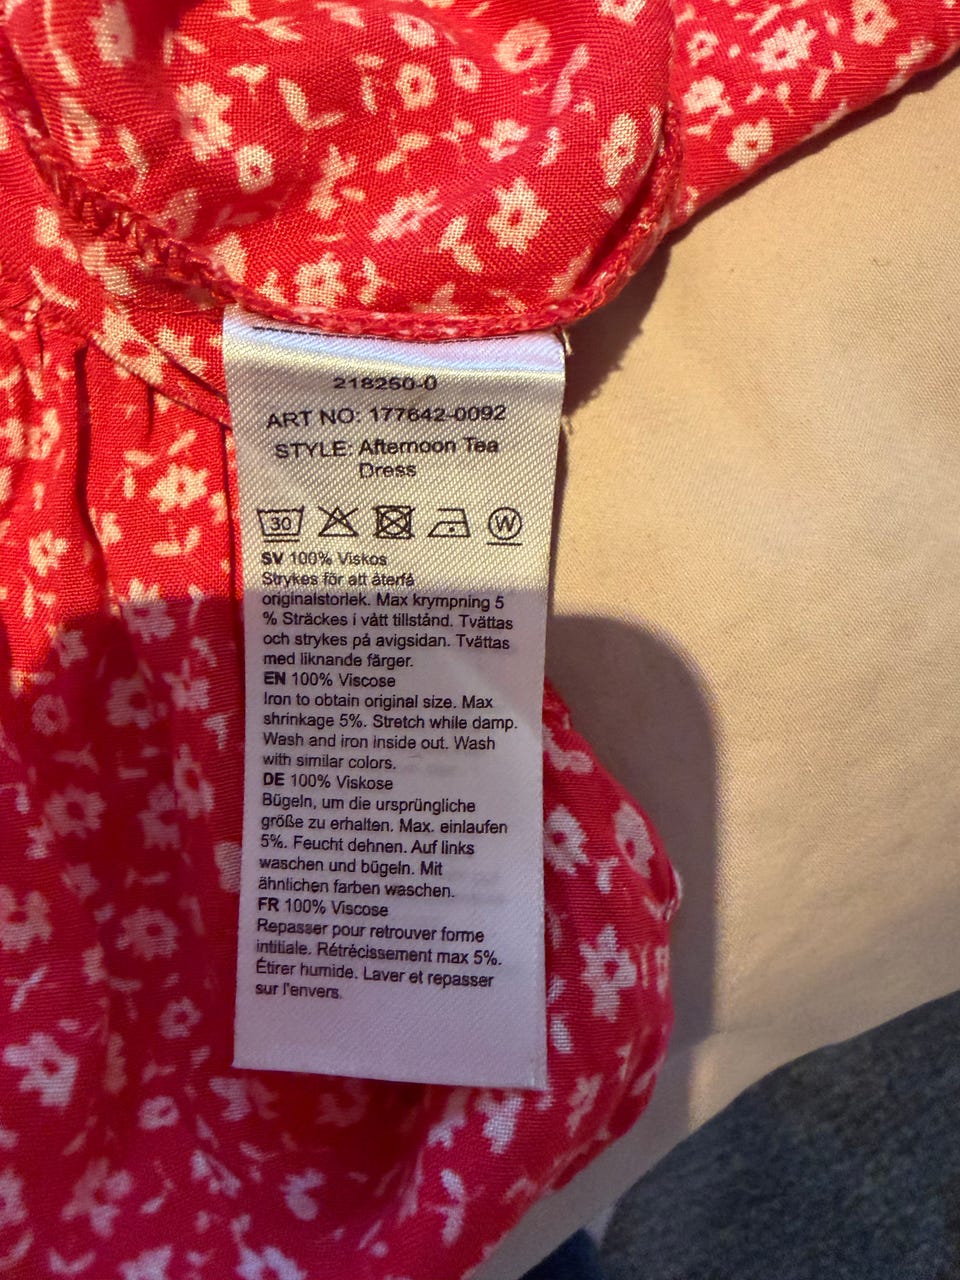 218260-0
ART NO: 177642-0092
STYLE: Afternoon Tea
Dress
30 W
SV 100% Viskos
Strykes för att återfå
originalstorlek. Max krympning 5
% Sträckes i vått tillstånd. Tvättas
och strykes på avigsidan. Tvättas
med liknande färger.
EN 100% Viscose
Iron to obtain original size. Max
shrinkage 5%. Stretch while damp.
Wash and iron inside out. Wash
with similar colors.
DE 100% Viskose
Bügeln, um die ursprüngliche
größe zu erhalten. Max. einlaufen
5%. Feucht dehnen. Auf links
waschen und bügeln. Mit
ähnlichen farben waschen.
FR 100% Viscose
Repasser pour retrouver forme
intitiale. Rétrécissement max 5%.
Étirer humide. Laver et repasser
sur l'envers.